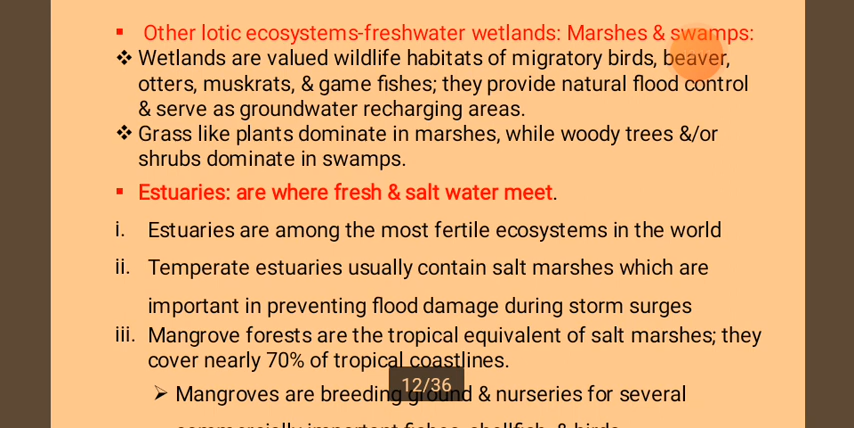 ▪ Other lotic ecosystems-freshwater wetlands: Marshes & swamps:
❖ Wetlands are valued wildlife habitats of migratory birds, beaver,
otters, muskrats, & game fishes; they provide natural flood control
& serve as groundwater recharging areas.
❖ Grass like plants dominate in marshes, while woody trees &/or
shrubs dominate in swamps.
▪ Estuaries: are where fresh & salt water meet.
i. Estuaries are among the most fertile ecosystems in the world
ii. Temperate estuaries usually contain salt marshes which are
important in preventing flood damage during storm surges
iii. Mangrove forests are the tropical equivalent of salt marshes; they
cover nearly 70% of tropical coastlines.
12/36
➢ Mangroves are breeding ground & nurseries for several
commercially important fishes, shellfish, & birds